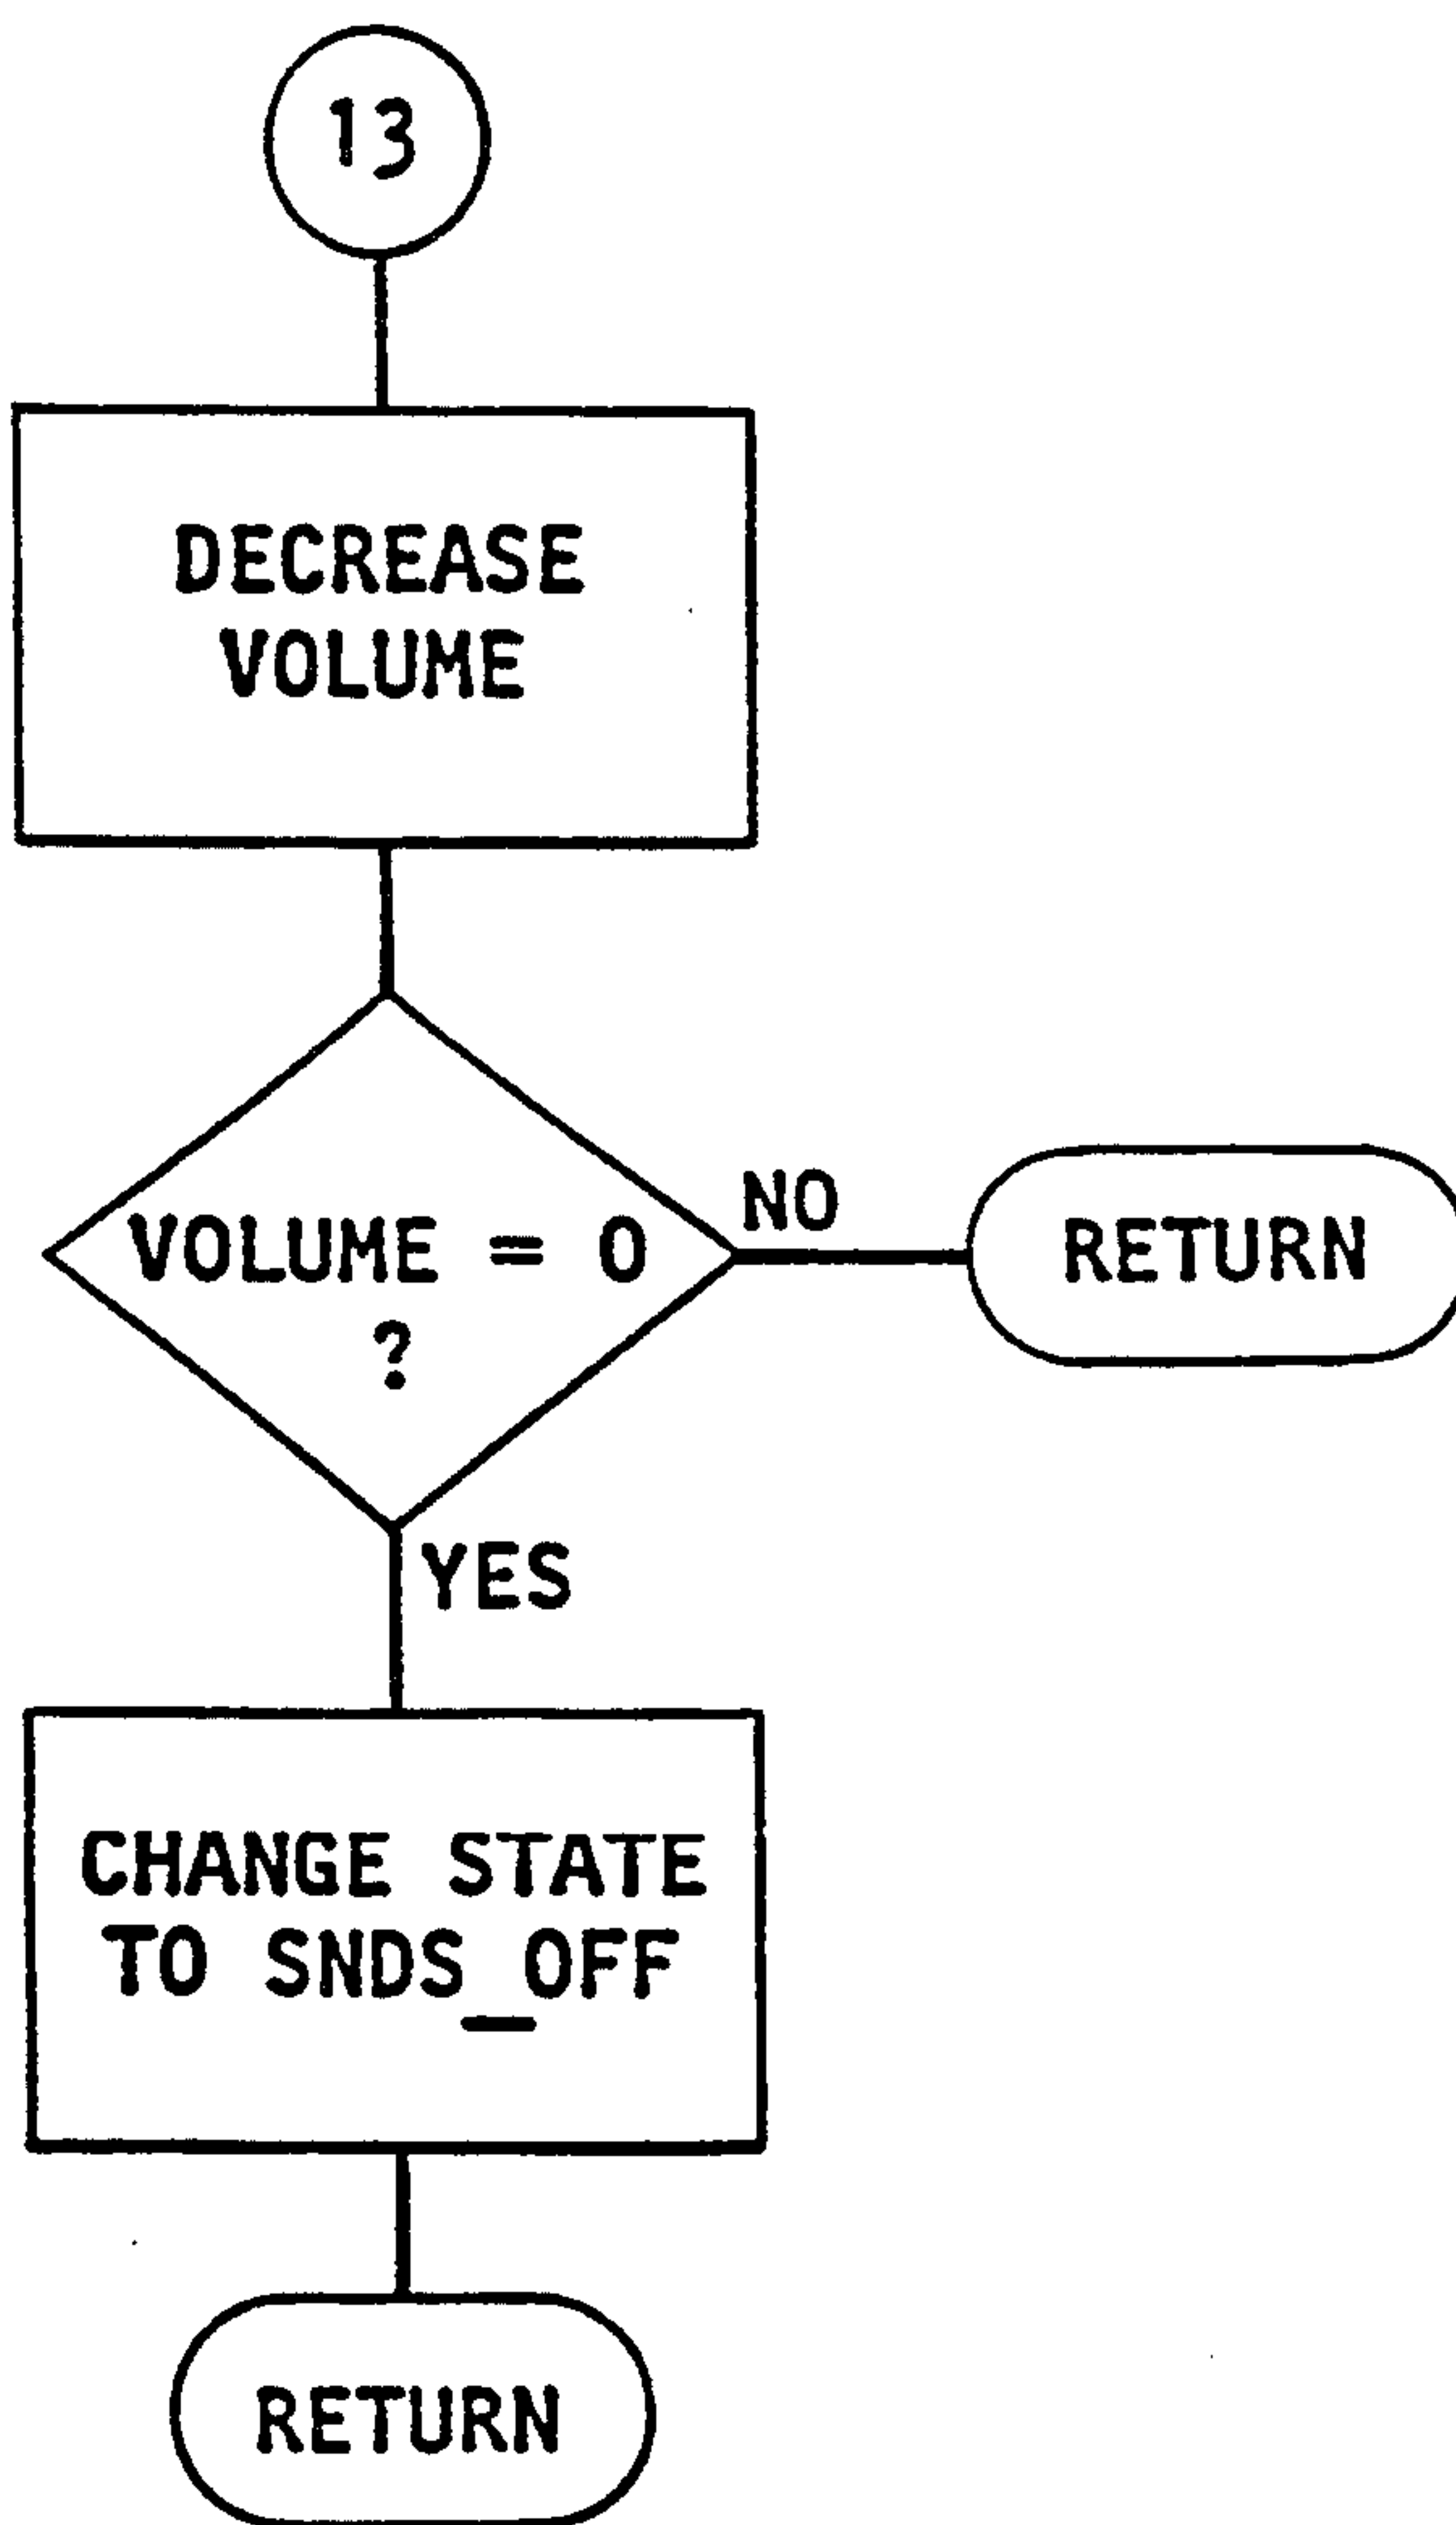 13
DECREASE
VOLUME
VOLUME = 0
?
NO
RETURN
YES
CHANGE STATE
TO SNDS_OFF
RETURN